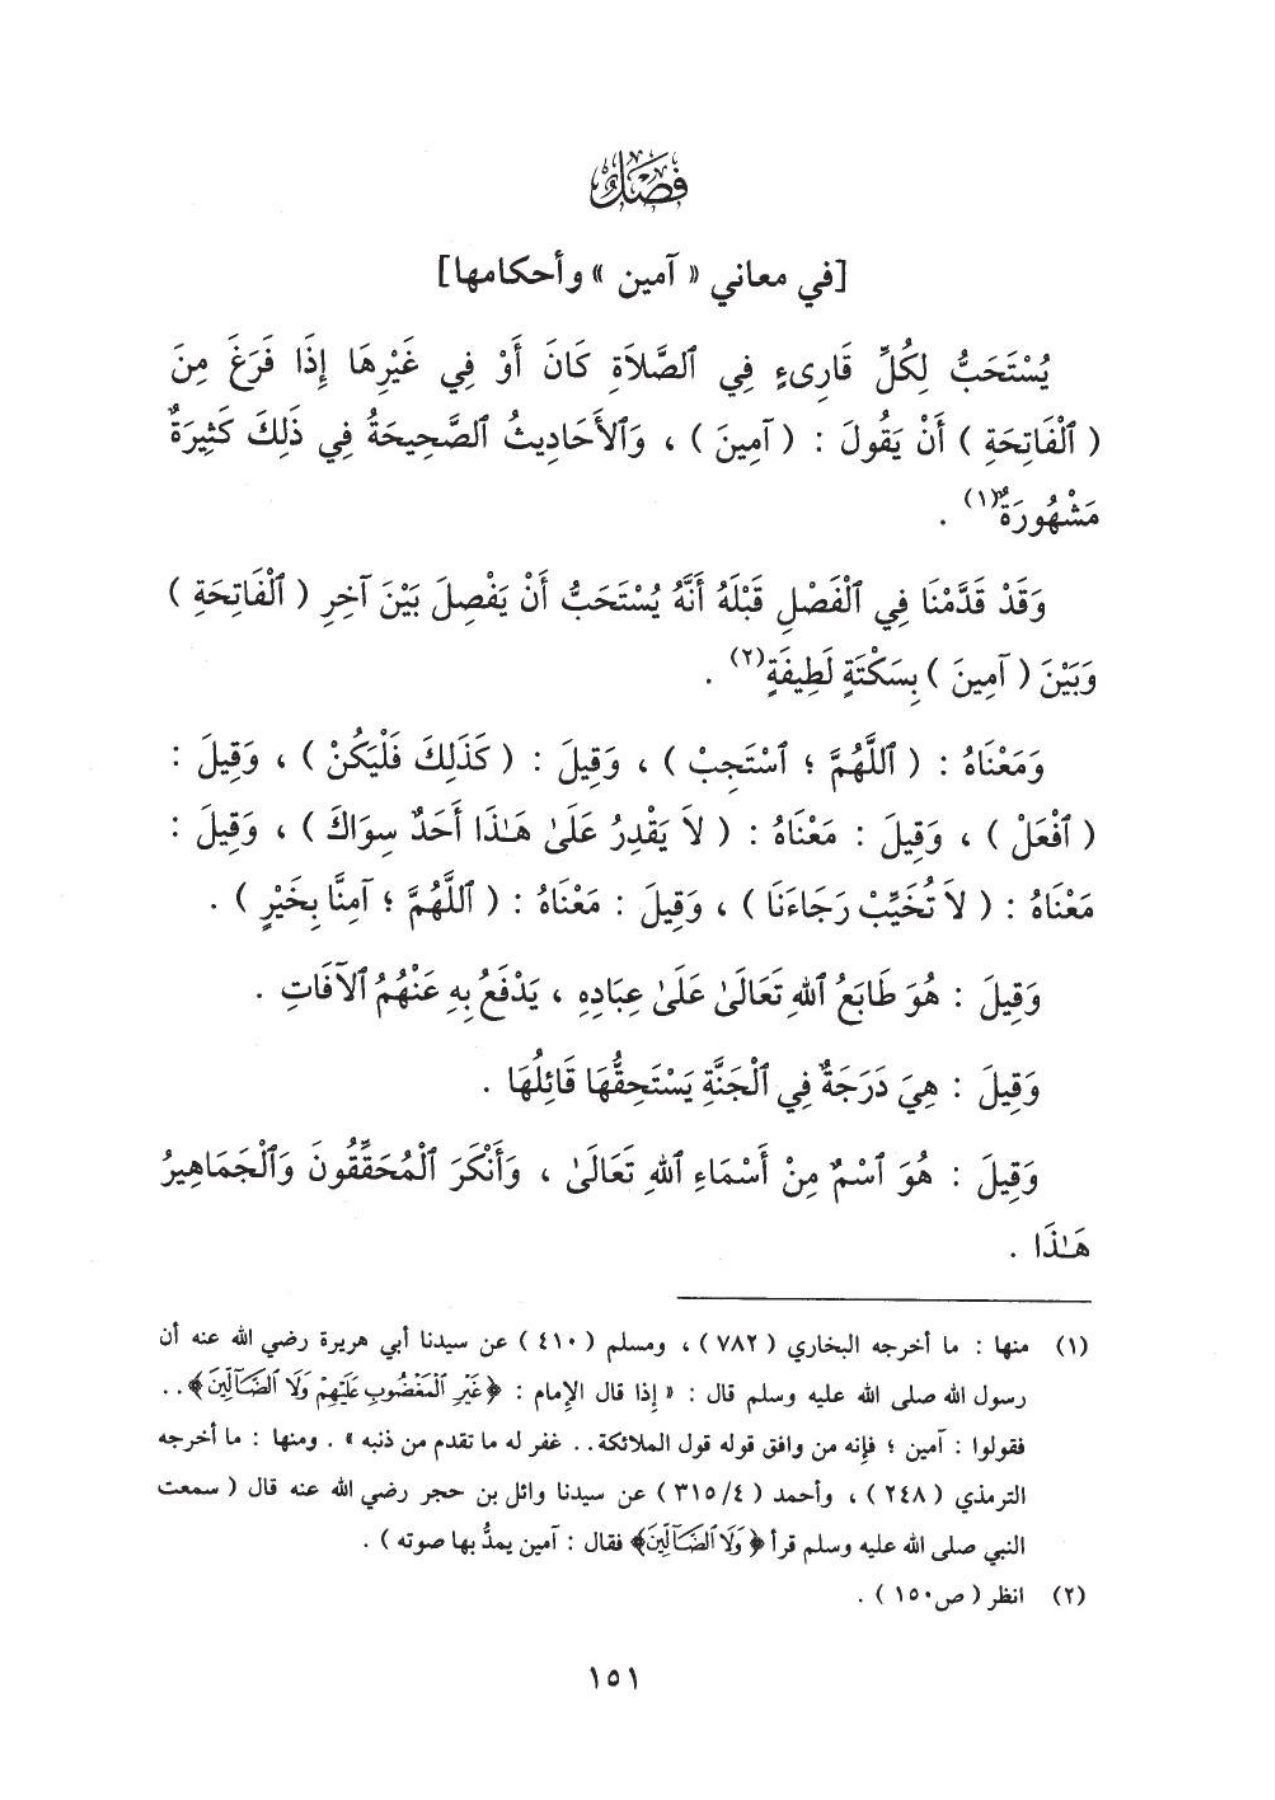 فَصْلٌ
[في معاني « آمين » وأحكامها]
يُسْتَحَبُّ لِكُلِّ قَارِىءٍ فِي ٱلصَّلاَةِ كَانَ أَوْ فِي غَيْرِهَا إِذَا فَرَغَ مِنَ
( ٱلْفَاتِحَةِ ) أَنْ يَقُولَ : ( آمِينَ ) ، وَٱلأَحَادِيثُ ٱلصَّحِيحَةُ فِي ذَلِكَ كَثِيرَةٌ
مَشْهُورَةٌ(١) .
وَقَدْ قَدَّمْنَا فِي ٱلْفَصْلِ قَبْلَهُ أَنَّهُ يُسْتَحَبُّ أَنْ يَفْصِلَ بَيْنَ آخِرِ ( ٱلْفَاتِحَةِ )
وَبَيْنَ ( آمِينَ ) بِسَكْتَةٍ لَطِيفَةٍ(٢) .
وَمَعْنَاهُ : ( ٱللَّهُمَّ ؛ ٱسْتَجِبْ ) ، وَقِيلَ : ( كَذَلِكَ فَلْيَكُنْ ) ، وَقِيلَ :
( ٱفْعَلْ ) ، وَقِيلَ : مَعْنَاهُ : ( لاَ يَقْدِرُ عَلَىٰ هَـٰذَا أَحَدٌ سِوَاكَ ) ، وَقِيلَ :
مَعْنَاهُ : ( لاَ تُخَيِّبْ رَجَاءَنَا ) ، وَقِيلَ : مَعْنَاهُ : ( ٱللَّهُمَّ ؛ آمِنَّا بِخَيْرٍ ) .
وَقِيلَ : هُوَ طَابَعُ ٱللهِ تَعَالَىٰ عَلَىٰ عِبَادِهِ ، يَدْفَعُ بِهِ عَنْهُمُ ٱلآفَاتِ .
وَقِيلَ : هِيَ دَرَجَةٌ فِي ٱلْجَنَّةِ يَسْتَحِقُّهَا قَائِلُهَا .
وَقِيلَ : هُوَ ٱسْمٌ مِنْ أَسْمَاءِ ٱللهِ تَعَالَىٰ ، وَأَنْكَرَ ٱلْمُحَقِّقُونَ وَٱلْجَمَاهِيرُ
هَـٰذَا .
(١) منها : ما أخرجه البخاري ( ٧٨٢ ) ، ومسلم ( ٤١٠ ) عن سيدنا أبي هريرة رضي الله عنه أن
رسول الله صلى الله عليه وسلم قال : « إذا قال الإمام : ﴿غَيْرِ ٱلْمَغْضُوبِ عَلَيْهِمْ وَلَا ٱلضَّآلِّينَ﴾ . .
فقولوا : آمين ؛ فإنه من وافق قوله قول الملائكة . . غفر له ما تقدم من ذنبه » . ومنها : ما أخرجه
الترمذي ( ٢٤٨ ) ، وأحمد ( ٣١٥/٤ ) عن سيدنا وائل بن حجر رضي الله عنه قال ( سمعت
النبي صلى الله عليه وسلم قرأ ﴿ وَلَا ٱلضَّآلِّينَ﴾ فقال : آمين يمدُّ بها صوته ) .
(٢) انظر ( ص١٥٠ ) .
١٥١